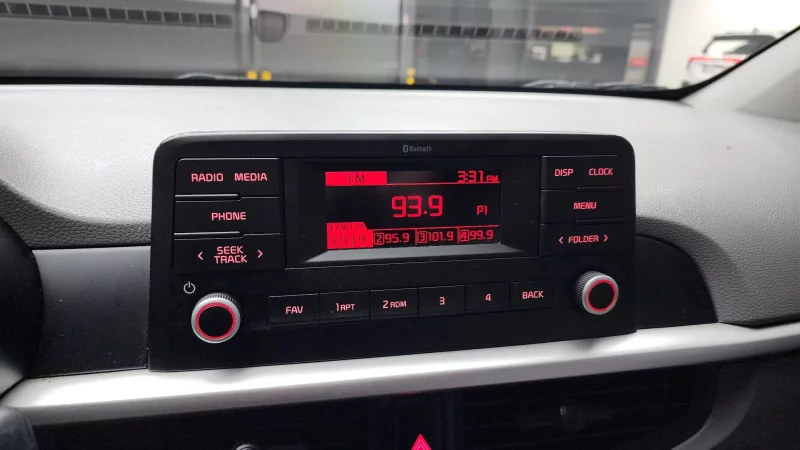 Bluetooth
RADIO MEDIA
PHONE
< SEEK TRACK >
FM 3:31 PM
93.9 P1
2 95.9 3 101.9 4 99.9
DISP CLOCK
MENU
< FOLDER >
FAV 1 RPT 2 RDM 3 4 BACK